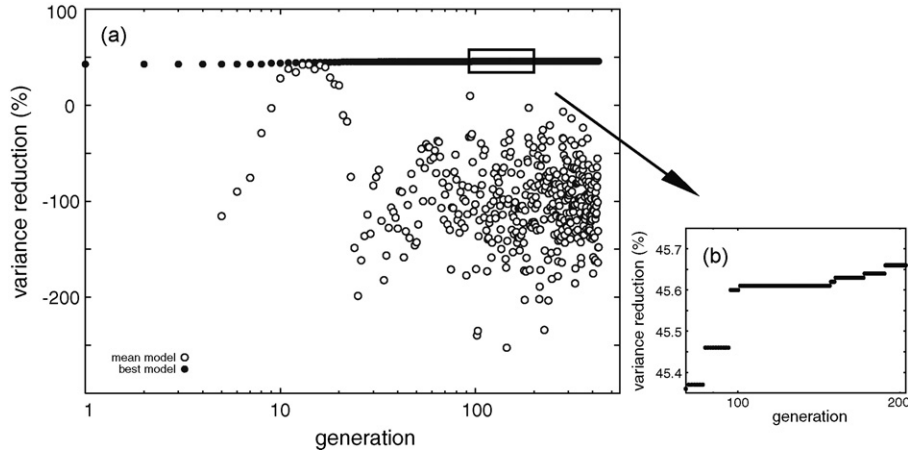 100
(a)
0
-100
-200
variance reduction (%)
mean model
best model
1
10
100
generation
(b)
45.7
45.6
45.5
45.4
variance reduction (%)
100
200
generation